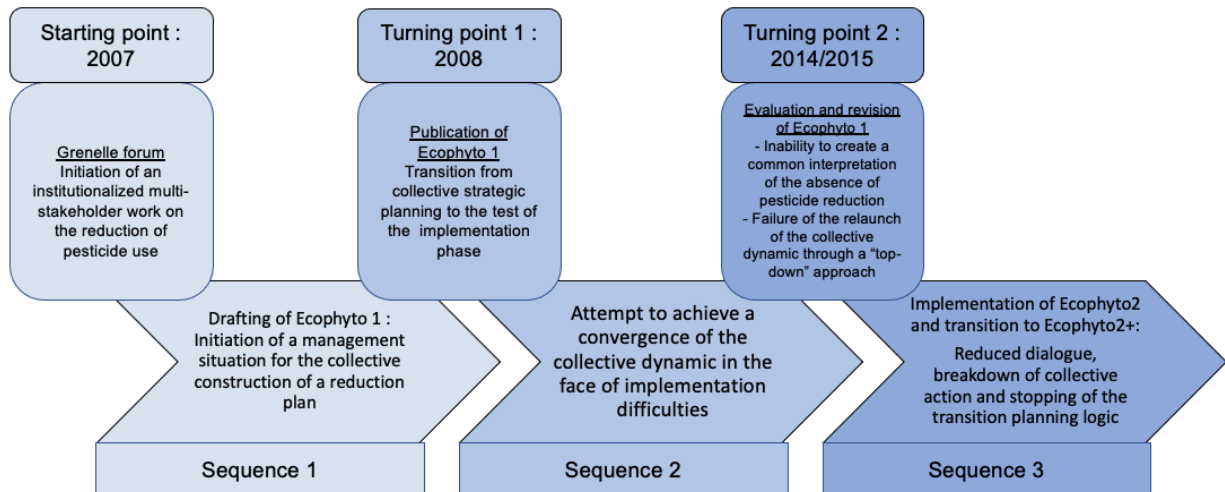 Starting point :
2007
Grenelle forum
Initiation of an
institutionalized multi-
stakeholder work on
the reduction of
pesticide use
Turning point 1 :
2008
Publication of
Ecophyto 1
Transition from
collective strategic
planning to the test of
the implementation
phase
Turning point 2 :
2014/2015
Evaluation and revision
of Ecophyto 1
- Inability to create a
common interpretation
of the absence of
pesticide reduction
- Failure of the relaunch
of the collective
dynamic through a “top-
down” approach
Drafting of Ecophyto 1 :
Initiation of a management
situation for the collective
construction of a reduction
plan
Attempt to achieve a
convergence of the
collective dynamic in the
face of implementation
difficulties
Implementation of Ecophyto2
and transition to Ecophyto2+:
Reduced dialogue,
breakdown of collective
action and stopping of the
transition planning logic
Sequence 1
Sequence 2
Sequence 3